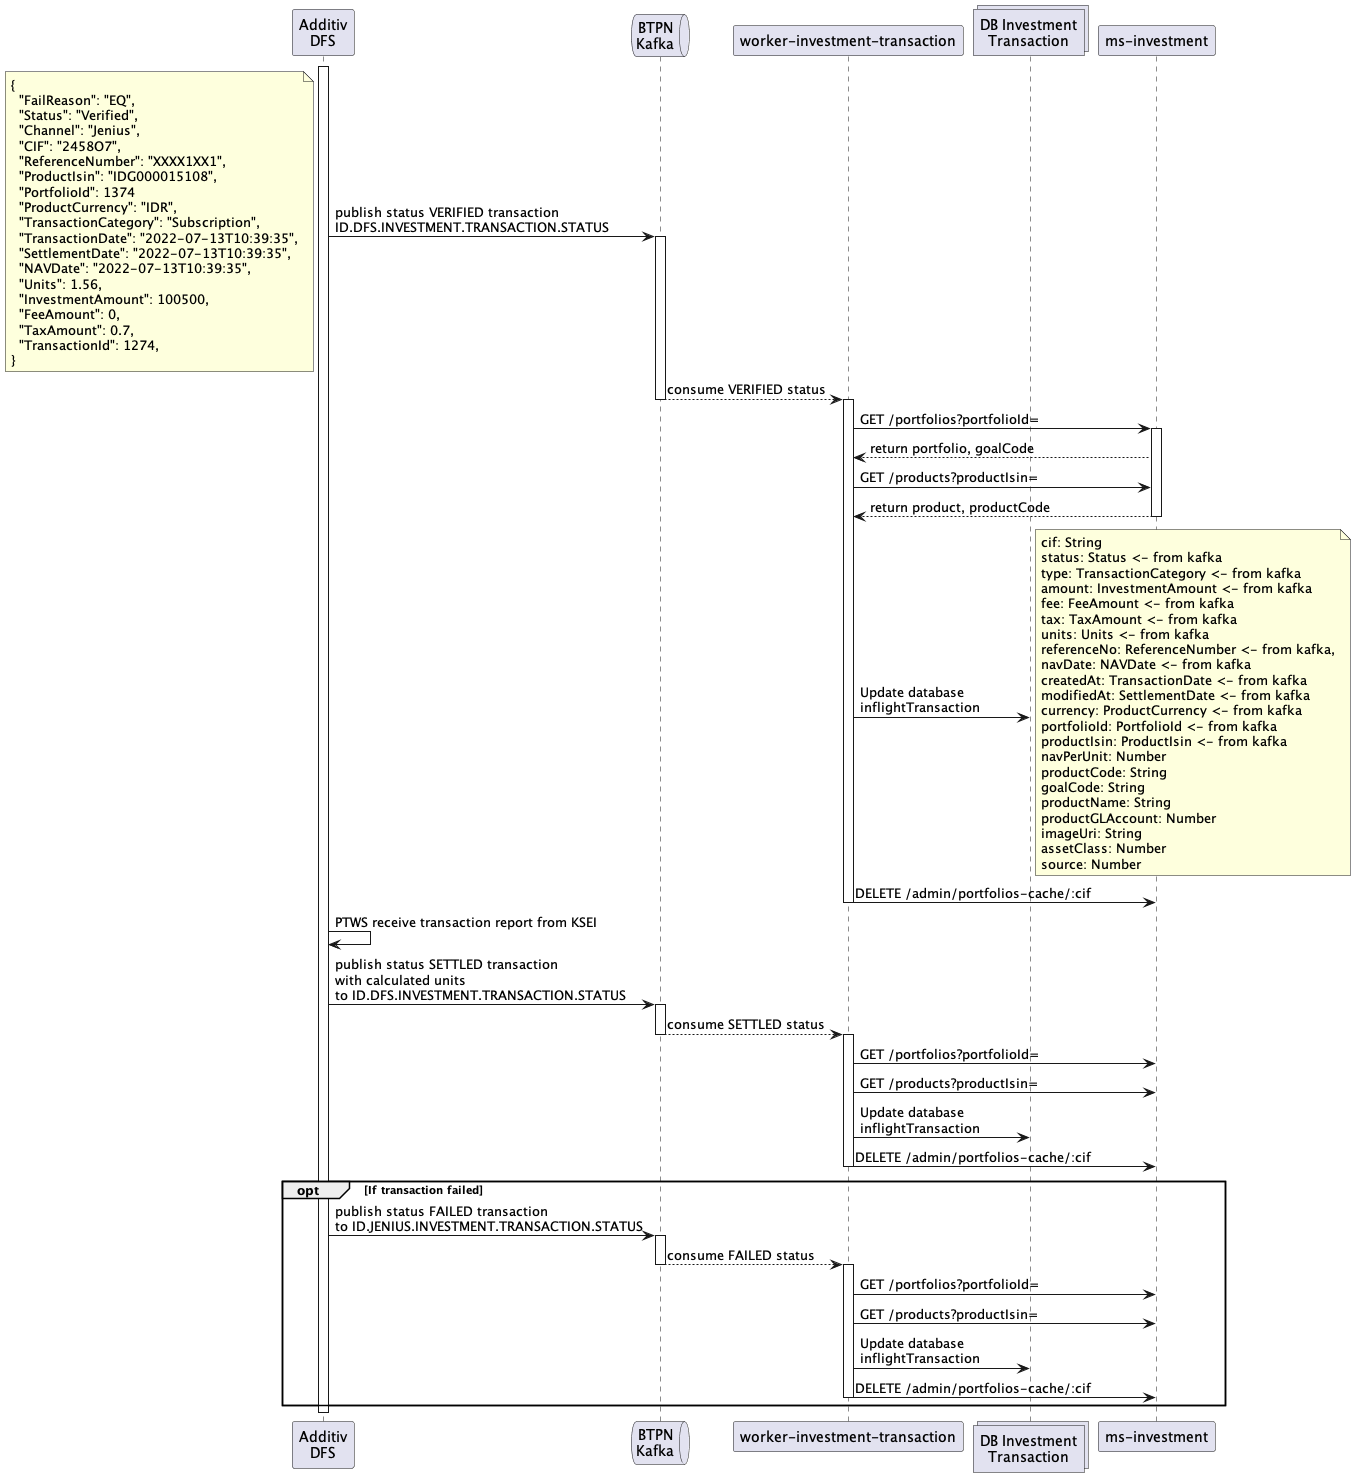 Additiv
DFS
BTPN
Kafka
worker-investment-transaction
DB Investment
Transaction
ms-investment
{
"FailReason": "EQ",
"Status": "Verified",
"Channel": "Jenius",
"CIF": "2458O7",
"ReferenceNumber": "XXXX1XX1",
"ProductIsin": "IDG000015108",
"PortfolioId": 1374
"ProductCurrency": "IDR",
"TransactionCategory": "Subscription",
"TransactionDate": "2022-07-13T10:39:35",
"SettlementDate": "2022-07-13T10:39:35",
"NAVDate": "2022-07-13T10:39:35",
"Units": 1.56,
"InvestmentAmount": 100500,
"FeeAmount": 0,
"TaxAmount": 0.7,
"TransactionId": 1274,
}
publish status VERIFIED transaction
ID.DFS.INVESTMENT.TRANSACTION.STATUS
consume VERIFIED status
GET /portfolios?portfolioId=
return portfolio, goalCode
GET /products?productIsin=
return product, productCode
cif: String
status: Status <- from kafka
type: TransactionCategory <- from kafka
amount: InvestmentAmount <- from kafka
fee: FeeAmount <- from kafka
tax: TaxAmount <- from kafka
units: Units <- from kafka
referenceNo: ReferenceNumber <- from kafka,
navDate: NAVDate <- from kafka
createdAt: TransactionDate <- from kafka
modifiedAt: SettlementDate <- from kafka
currency: ProductCurrency <- from kafka
portfolioId: PortfolioId <- from kafka
productIsin: ProductIsin <- from kafka
navPerUnit: Number
productCode: String
goalCode: String
productName: String
productGLAccount: Number
imageUri: String
assetClass: Number
source: Number
Update database
inflightTransaction
DELETE /admin/portfolios-cache/:cif
PTWS receive transaction report from KSEI
publish status SETTLED transaction
with calculated units
to ID.DFS.INVESTMENT.TRANSACTION.STATUS
consume SETTLED status
GET /portfolios?portfolioId=
GET /products?productIsin=
Update database
inflightTransaction
DELETE /admin/portfolios-cache/:cif
opt [If transaction failed]
publish status FAILED transaction
to ID.JENIUS.INVESTMENT.TRANSACTION.STATUS
consume FAILED status
GET /portfolios?portfolioId=
GET /products?productIsin=
Update database
inflightTransaction
DELETE /admin/portfolios-cache/:cif
Additiv
DFS
BTPN
Kafka
worker-investment-transaction
DB Investment
Transaction
ms-investment